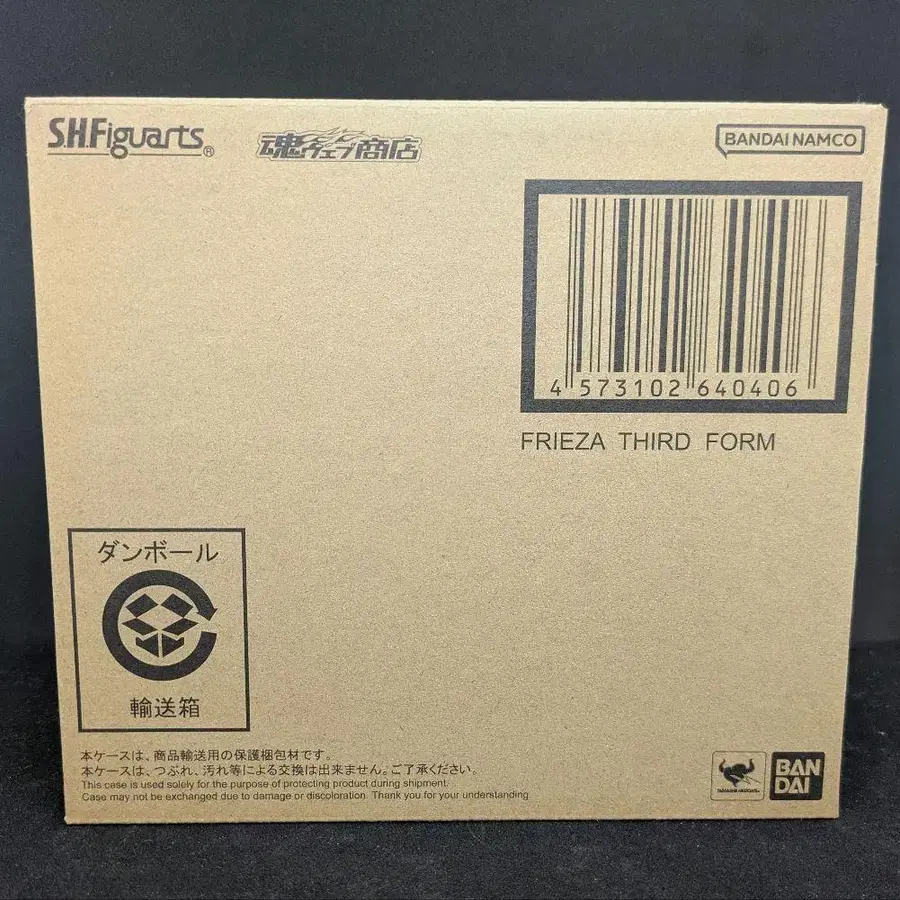 S.H.Figuarts®
魂ウェブ商店
BANDAI NAMCO
4 573102 640406
FRIEZA THIRD FORM
ダンボール
輸送箱
本ケースは、商品輸送用の保護梱包材です。
本ケースは、つぶれ、汚れ等による交換は出来ません。ご了承ください。
This case is used solely for the purpose of protecting product during shipment.
Case may not be exchanged due to damage or discoloration. Thank you for your understanding.
TAMASHII NATIONS
BAN
DAI